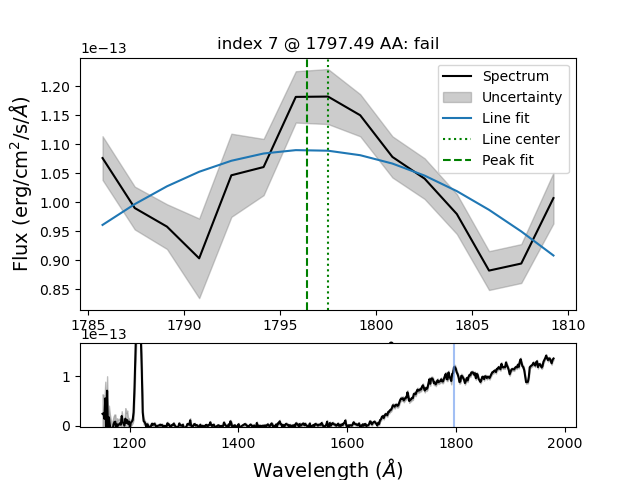 index 7 @ 1797.49 AA: fail
1e−13
1.20
1.15
1.10
1.05
1.00
0.95
0.90
0.85
Flux (erg/cm²/s/Å)
Spectrum
Uncertainty
Line fit
Line center
Peak fit
1785 1790 1795 1800 1805 1810
1e−13
1
0
1200 1400 1600 1800 2000
Wavelength (Å)